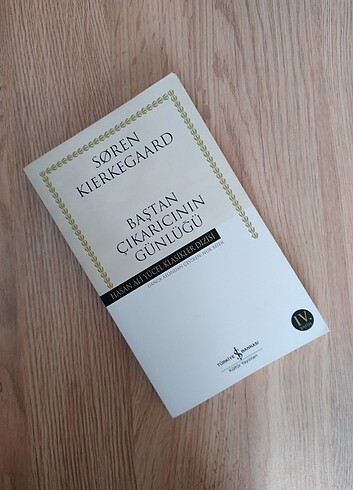 SØREN
KIERKEGAARD
BAŞTAN
ÇIKARICININ
GÜNLÜĞÜ
HASAN ALİ YÜCEL KLASİKLER DİZİSİ
IV.
TÜRKİYE İŞ BANKASI
Kültür Yayınları